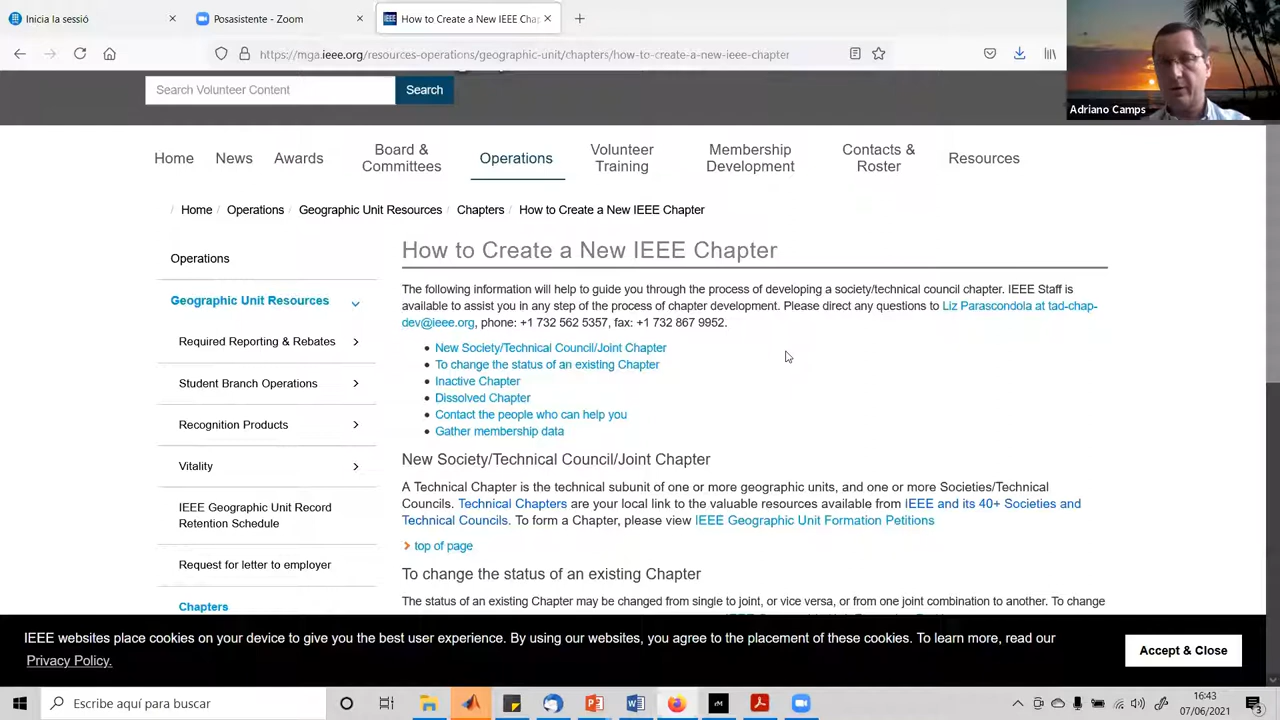 Inicia la sessió
Posasistente - Zoom
How to Create a New IEEE Chap
https://mga.ieee.org/resources-operations/geographic-unit/chapters/how-to-create-a-new-ieee-chapter
Adriano Camps
Search Volunteer Content
Search
Home
News
Awards
Board & Committees
Operations
Volunteer Training
Membership Development
Contacts & Roster
Resources
/ Home / Operations / Geographic Unit Resources / Chapters / How to Create a New IEEE Chapter
Operations
Geographic Unit Resources
Required Reporting & Rebates
Student Branch Operations
Recognition Products
Vitality
IEEE Geographic Unit Record
Retention Schedule
Request for letter to employer
Chapters
How to Create a New IEEE Chapter
The following information will help to guide you through the process of developing a society/technical council chapter. IEEE Staff is
available to assist you in any step of the process of chapter development. Please direct any questions to Liz Parascondola at tad-chap-
dev@ieee.org, phone: +1 732 562 5357, fax: +1 732 867 9952.
• New Society/Technical Council/Joint Chapter
• To change the status of an existing Chapter
• Inactive Chapter
• Dissolved Chapter
• Contact the people who can help you
• Gather membership data
New Society/Technical Council/Joint Chapter
A Technical Chapter is the technical subunit of one or more geographic units, and one or more Societies/Technical
Councils. Technical Chapters are your local link to the valuable resources available from IEEE and its 40+ Societies and
Technical Councils. To form a Chapter, please view IEEE Geographic Unit Formation Petitions
top of page
To change the status of an existing Chapter
The status of an existing Chapter may be changed from single to joint, or vice versa, or from one joint combination to another. To change
IEEE websites place cookies on your device to give you the best user experience. By using our websites, you agree to the placement of these cookies. To learn more, read our
Privacy Policy.
Accept & Close
Escribe aquí para buscar
16:43
07/06/2021
3